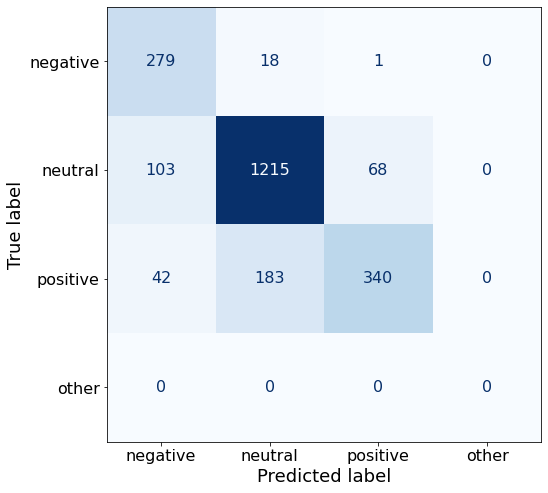 negative 279 18 1 0
neutral 103 1215 68 0
positive 42 183 340 0
other 0 0 0 0
negative neutral positive other
Predicted label
True label